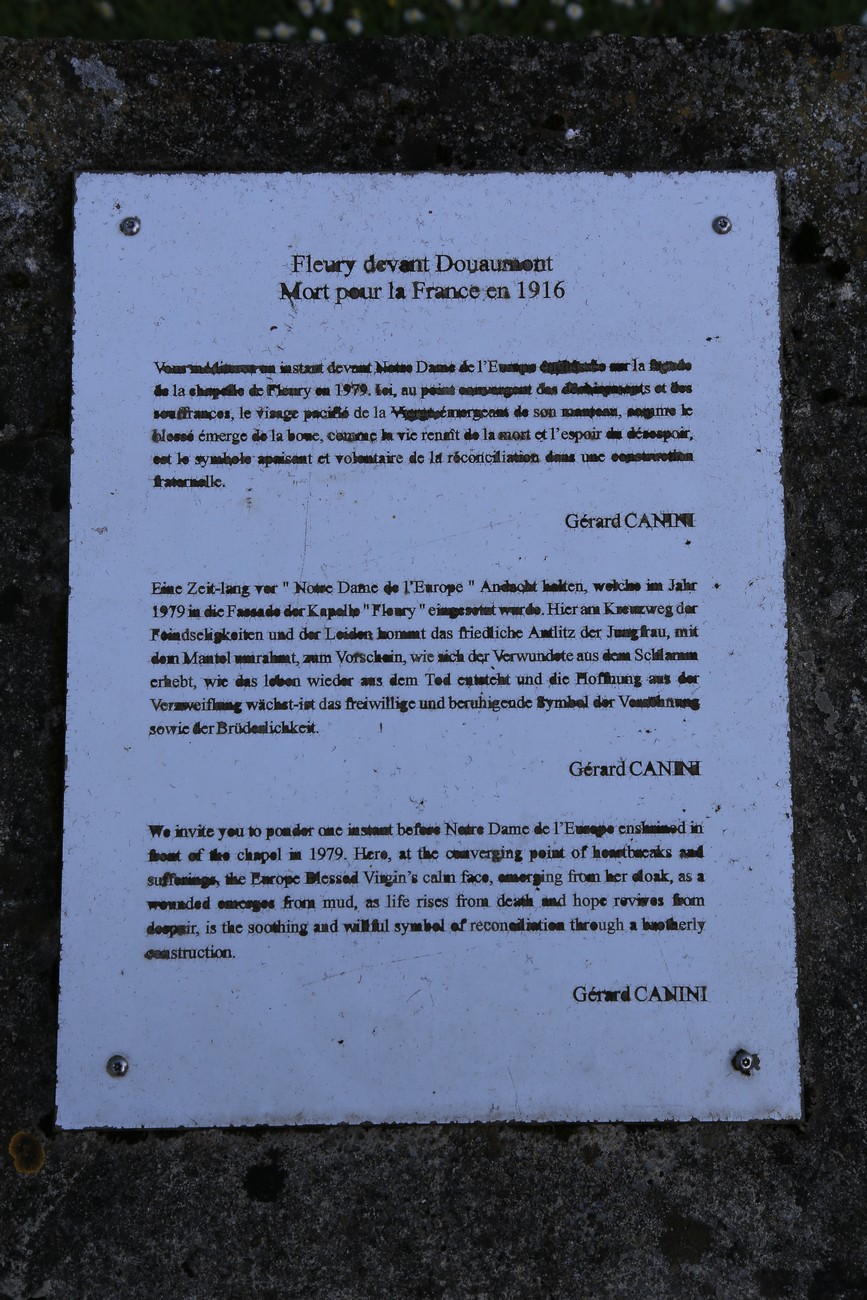 Fleury devant Douaumont
Mort pour la France en 1916
Vous méditerez un instant devant Notre Dame de l'Europe sur la façade
de la chapelle de Fleury en 1979. Ici, au point convergent des déchirements et des
souffrances, le visage pacifié de la Vierge, émergeant de son manteau, comme le
blessé émerge de la boue, comme la vie renaît de la mort et l'espoir du désespoir,
est le symbole apaisant et volontaire de la réconciliation dans une construction
fraternelle.
Gérard CANINI
Eine Zeit-lang vor " Notre Dame de l'Europe " Andacht halten, welche im Jahr
1979 in die Fassade der Kapelle "Fleury" eingesetzt wurde. Hier am Kreuzweg der
Feindseligkeiten und der Leiden kommt das friedliche Antlitz der Jungfrau, mit
dem Mantel umrahmt, zum Vorschein, wie sich der Verwundete aus dem Schlamm
erhebt, wie das leben wieder aus dem Tod entsteht und die Hoffnung aus der
Verzweiflung wächst-ist das freiwillige und beruhigende Symbol der Versöhnung
sowie der Brüderlichkeit.
Gérard CANINI
We invite you to ponder one instant before Notre Dame de l'Europe enshrined in
front of the chapel in 1979. Here, at the converging point of heartbreaks and
sufferings, the Europe Blessed Virgin's calm face, emerging from her cloak, as a
wounded emerges from mud, as life rises from death and hope revives from
despair, is the soothing and willful symbol of reconciliation through a brotherly
construction.
Gérard CANINI